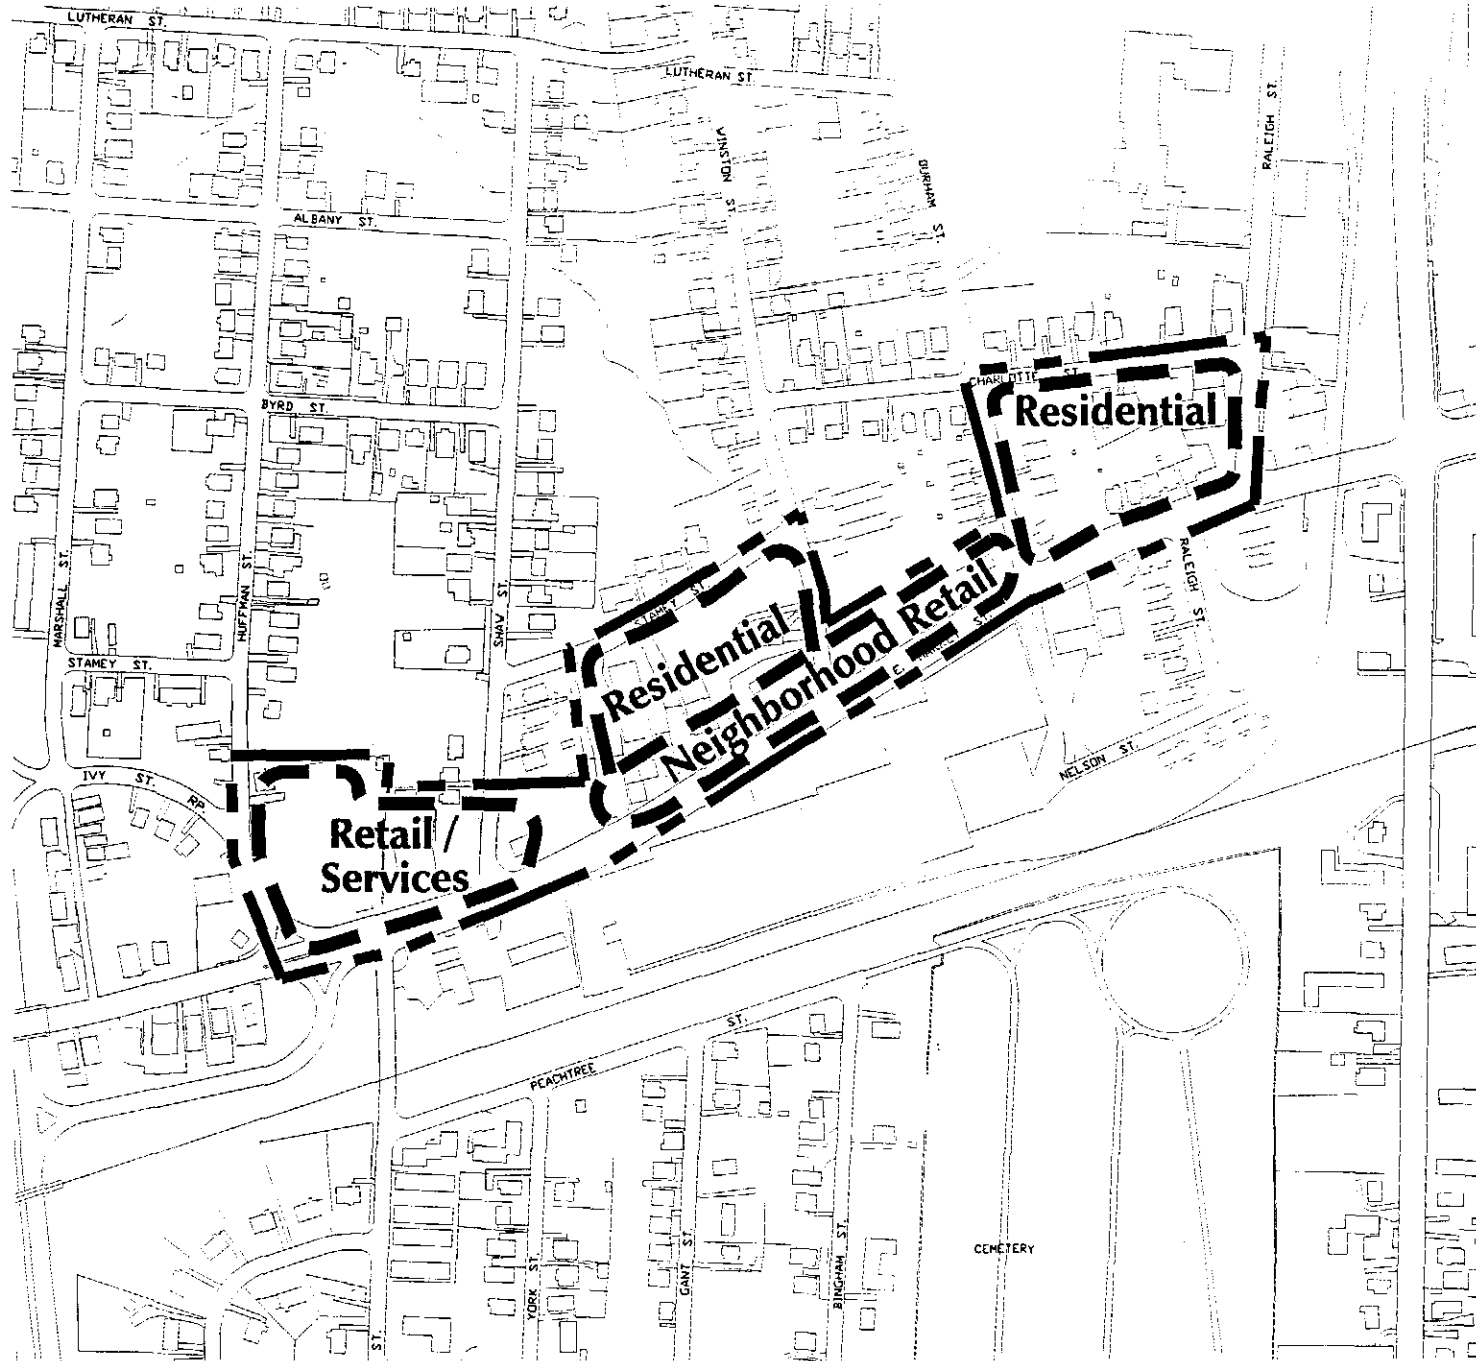 LUTHERAN ST.
LUTHERAN ST.
RALEIGH ST.
WINSTON ST.
DURHAM ST.
ALBANY ST.
CHARLOTTE ST.
Residential
BYRD ST.
MARSHALL ST.
HUFFMAN ST.
SHAW ST.
STAMEY ST.
RALEIGH ST.
Residential
Neighborhood Retail
STAMEY ST.
IVY ST. RP.
NELSON ST.
Retail /
Services
PEACHTREE ST.
CEMETERY
YORK ST.
GANT ST.
BINGHAM ST.
ST.